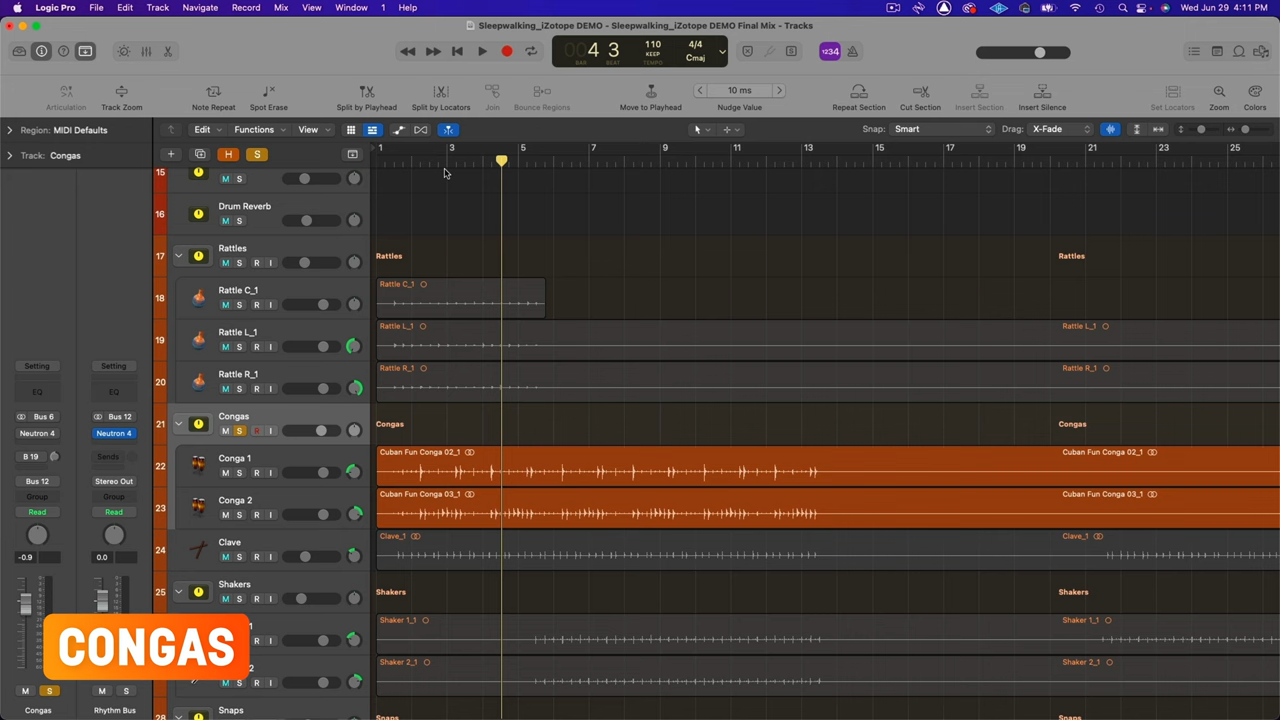 Logic Pro File Edit Track Navigate Record Mix View Window 1 Help Wed Jun 29 4:11 PM
Sleepwalking_iZotope DEMO - Sleepwalking_iZotope DEMO Final Mix - Tracks
004 3 110 4/4
KEEP Cmaj
BAR BEAT TEMPO
1234
Articulation Track Zoom Note Repeat Spot Erase Split by Playhead Split by Locators Join Bounce Regions Move to Playhead 10 ms Nudge Value Repeat Section Cut Section Insert Section Insert Silence Set Locators Zoom Colors
Region: MIDI Defaults Edit Functions View Snap: Smart Drag: X-Fade
Track: Congas H S 1 3 5 7 9 11 13 15 17 19 21 23 25
15 M S
16 Drum Reverb
M S
17 Rattles
M S R I Rattles Rattles
18 Rattle C_1
M S R I Rattle C_1
19 Rattle L_1
M S R I Rattle L_1 Rattle L_1
20 Rattle R_1
M S R I Rattle R_1 Rattle R_1
21 Congas
M S R I Congas Congas
22 Conga 1
M S R I Cuban Fun Conga 02_1 Cuban Fun Conga 02_1
23 Conga 2
M S R I Cuban Fun Conga 03_1 Cuban Fun Conga 03_1
24 Clave
M S R I Clave_1 Clave_1
25 Shakers
M S R I Shakers Shakers
1
M S R I Shaker 1_1 Shaker 1_1
2
M S R I Shaker 2_1 Shaker 2_1
28 Snaps Snaps Snaps
Setting Setting
EQ EQ
Bus 6 Bus 12
Neutron 4 Neutron 4
B 19 Sends
Bus 12 Stereo Out
Group Group
Read Read
-0.9 0.0
CONGAS
M S M S
Congas Rhythm Bus